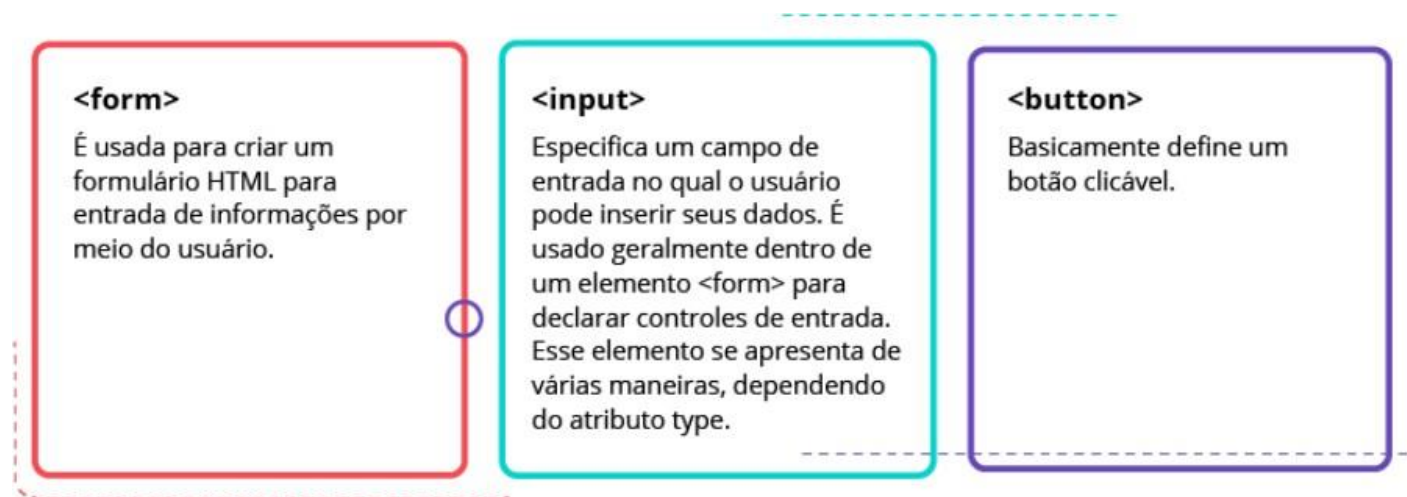 <form>
É usada para criar um
formulário HTML para
entrada de informações por
meio do usuário.
<input>
Especifica um campo de
entrada no qual o usuário
pode inserir seus dados. É
usado geralmente dentro de
um elemento <form> para
declarar controles de entrada.
Esse elemento se apresenta de
várias maneiras, dependendo
do atributo type.
<button>
Basicamente define um
botão clicável.